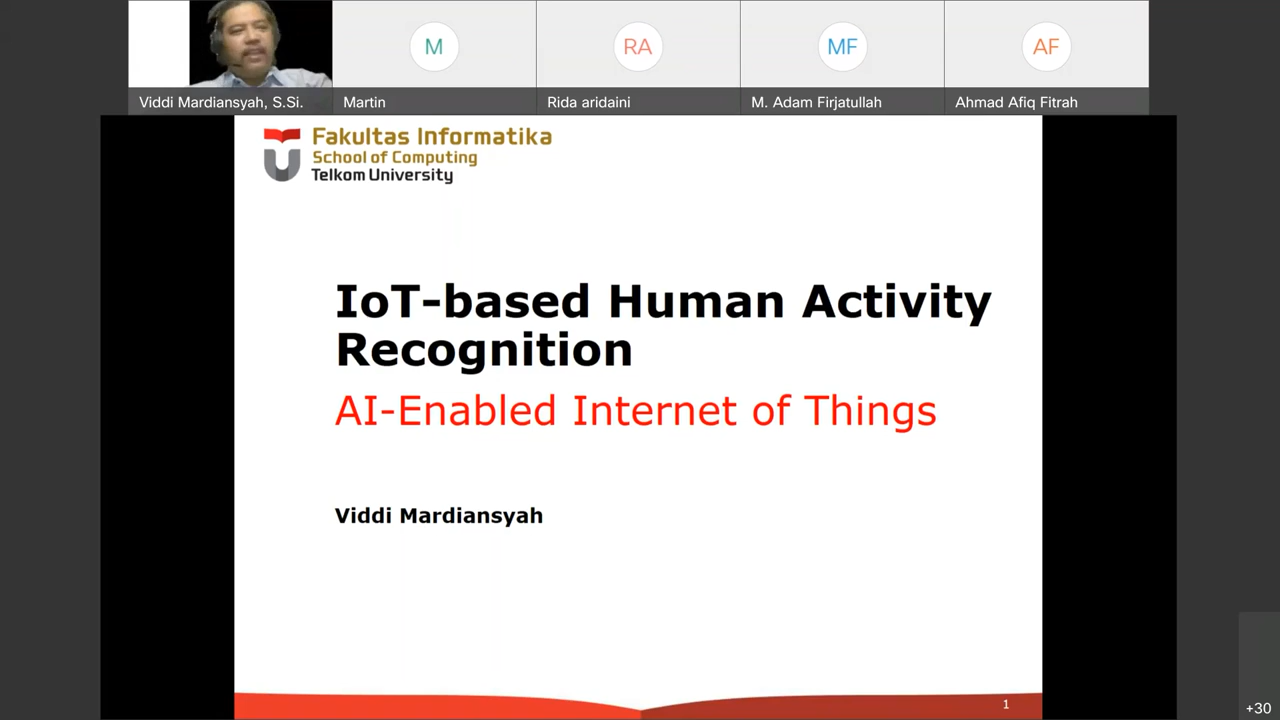 M
RA
MF
AF
Viddi Mardiansyah, S.Si.
Martin
Rida aridaini
M. Adam Firjatullah
Ahmad Afiq Fitrah
Fakultas Informatika
School of Computing
Telkom University
IoT-based Human Activity
Recognition
AI-Enabled Internet of Things
Viddi Mardiansyah
1
+30